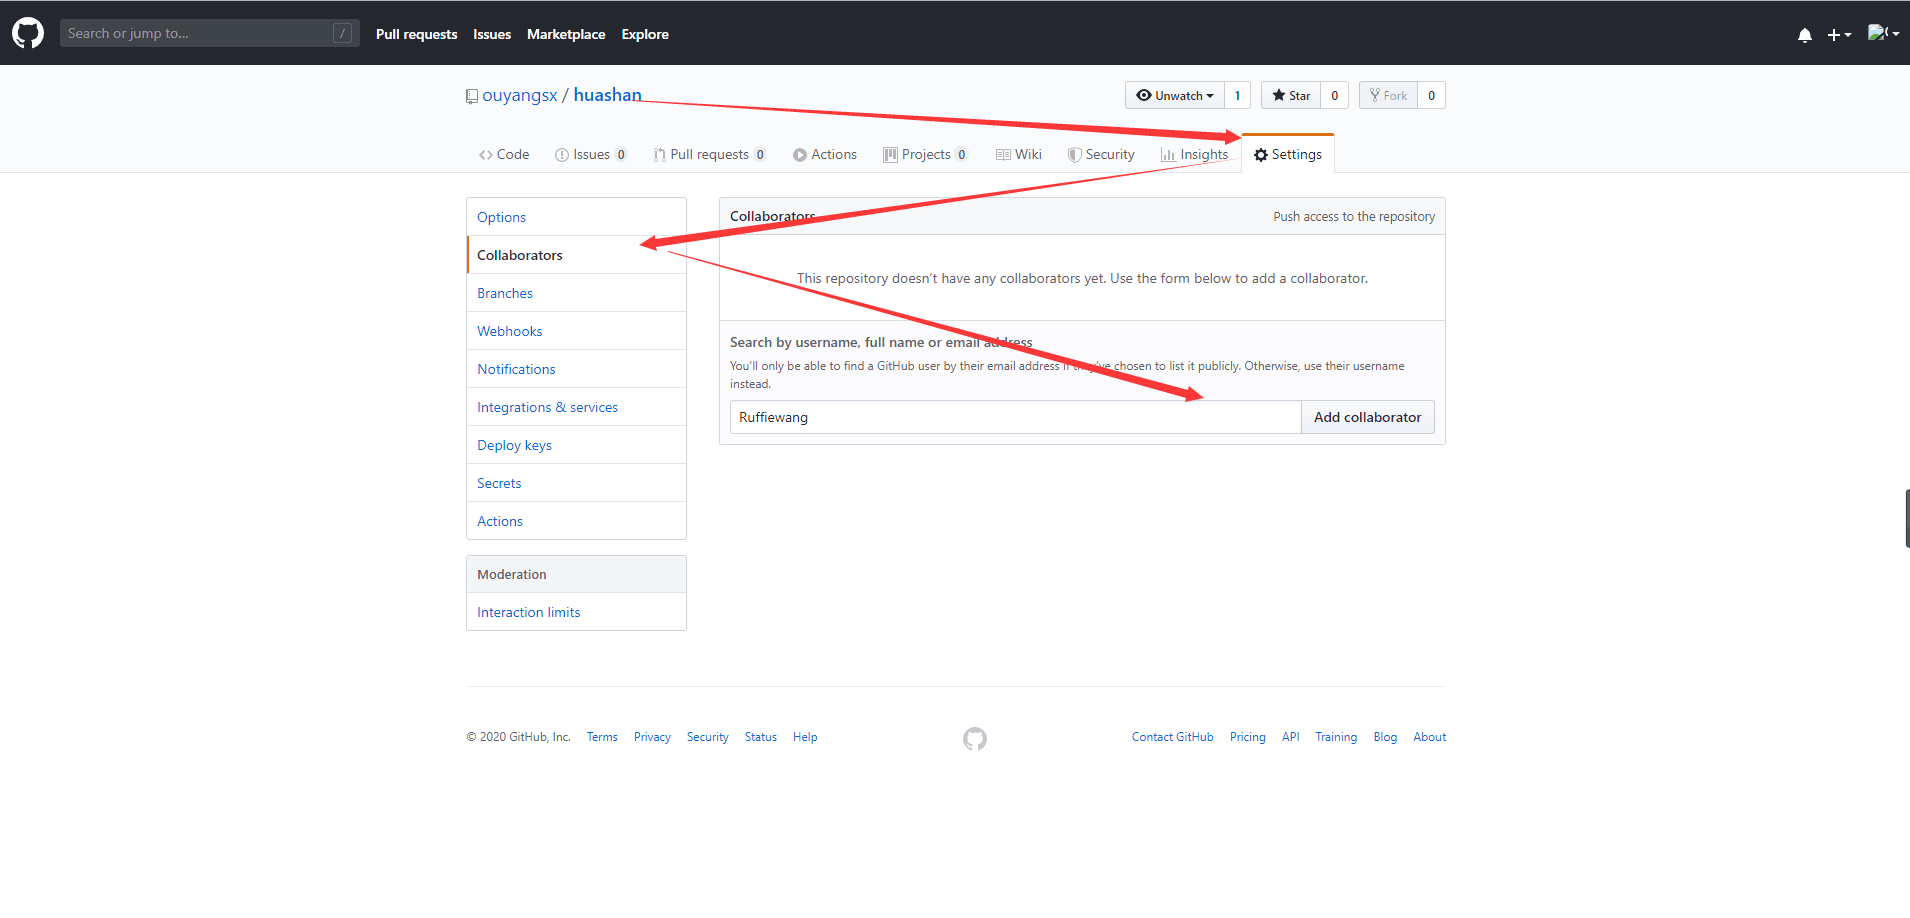 Search or jump to... /
Pull requests Issues Marketplace Explore
ouyangsx / huashan
Unwatch 1 Star 0 Fork 0
Code Issues 0 Pull requests 0 Actions Projects 0 Wiki Security Insights Settings
Options
Collaborators
Branches
Webhooks
Notifications
Integrations & services
Deploy keys
Secrets
Actions
Moderation
Interaction limits
Collaborators Push access to the repository
This repository doesn’t have any collaborators yet. Use the form below to add a collaborator.
Search by username, full name or email address
You’ll only be able to find a GitHub user by their email address if they’ve chosen to list it publicly. Otherwise, use their username
instead.
Ruffiewang Add collaborator
© 2020 GitHub, Inc. Terms Privacy Security Status Help
Contact GitHub Pricing API Training Blog About